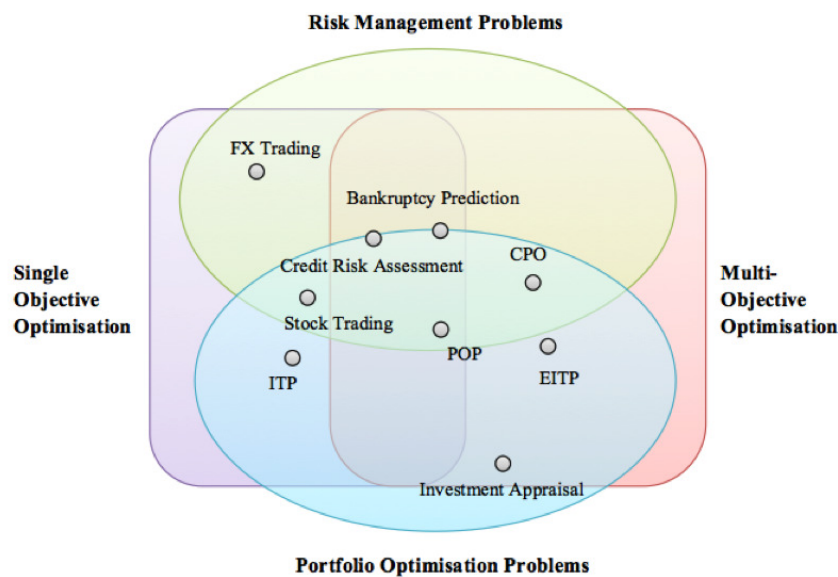 Risk Management Problems
FX Trading
Bankruptcy Prediction
Credit Risk Assessment
CPO
Single
Objective
Optimisation
Multi-
Objective
Optimisation
Stock Trading
POP
EITP
ITP
Investment Appraisal
Portfolio Optimisation Problems